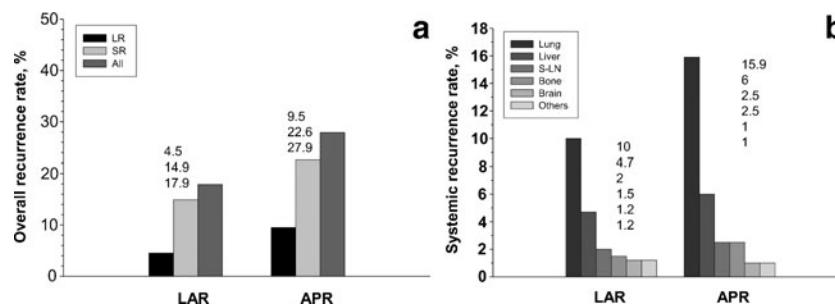 a
Overall recurrence rate, %
50
40
30
20
10
0
LR
SR
All
4.5
14.9
17.9
9.5
22.6
27.9
LAR
APR
b
Systemic recurrence rate, %
18
16
14
12
10
8
6
4
2
0
Lung
Liver
S-LN
Bone
Brain
Others
10
4.7
2
1.5
1.2
1.2
15.9
6
2.5
2.5
1
1
LAR
APR